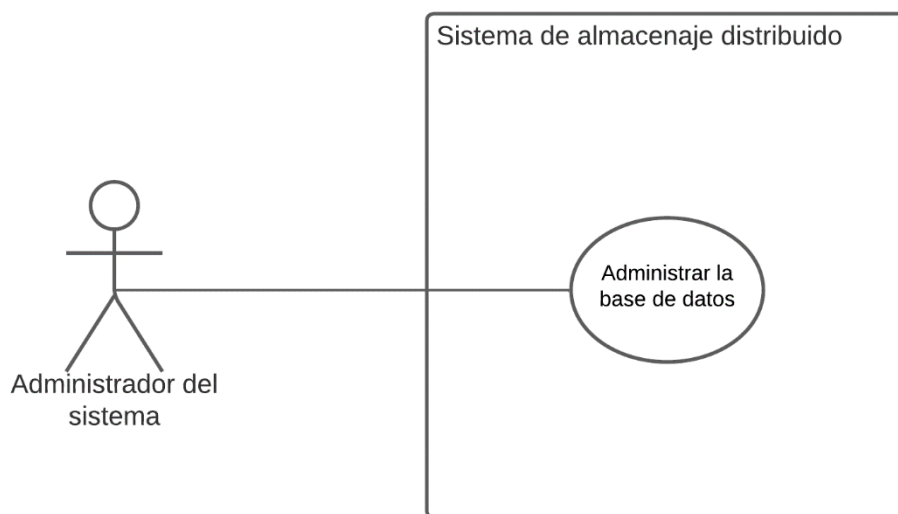 Sistema de almacenaje distribuido
Administrar la
base de datos
Administrador del
sistema